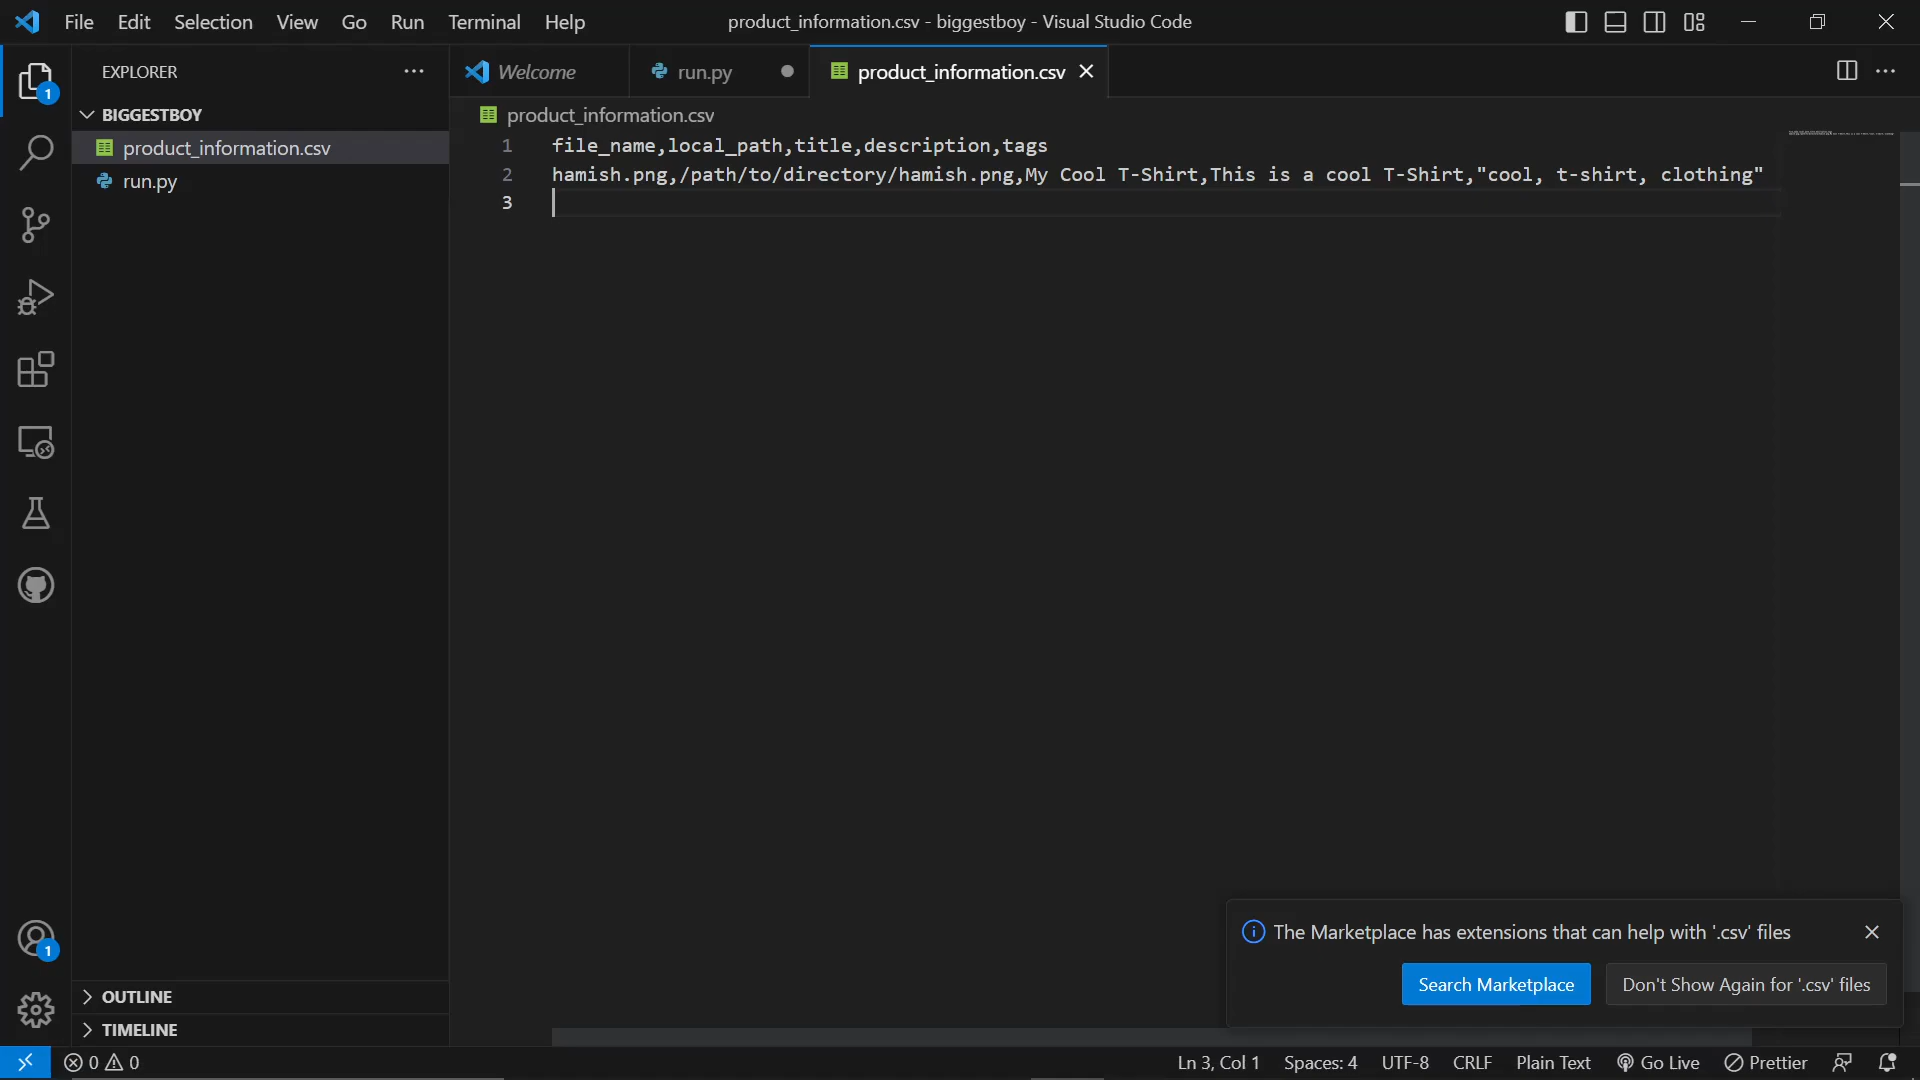 File Edit Selection View Go Run Terminal Help product_information.csv - biggestboy - Visual Studio Code
EXPLORER
Welcome run.py product_information.csv
1
BIGGESTBOY
product_information.csv
run.py
product_information.csv
1 file_name,local_path,title,description,tags
2 hamish.png,/path/to/directory/hamish.png,My Cool T-Shirt,This is a cool T-Shirt,"cool, t-shirt, clothing"
3
The Marketplace has extensions that can help with '.csv' files
Search Marketplace Don't Show Again for '.csv' files
1
OUTLINE
TIMELINE
0 0 Ln 3, Col 1 Spaces: 4 UTF-8 CRLF Plain Text Go Live Prettier